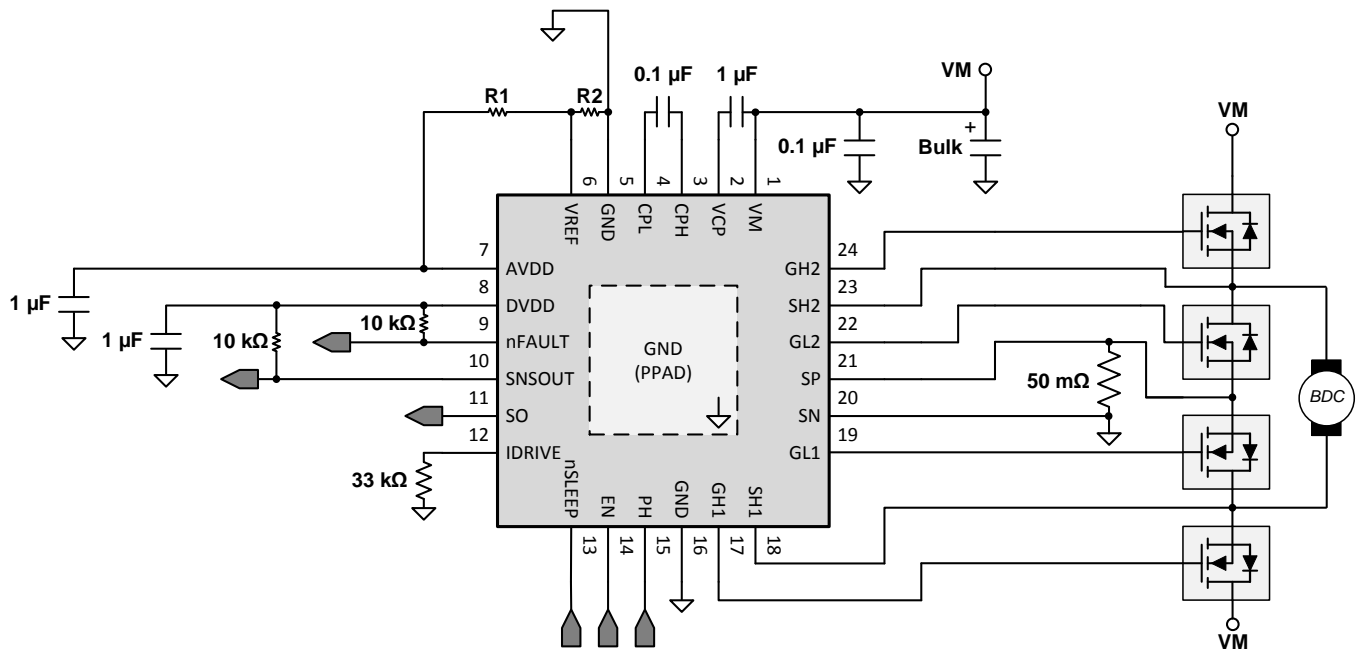 0.1 µF
1 µF
VM
R1
R2
VM
0.1 µF
+
Bulk
6
5
4
3
2
1
VREF
GND
CPL
CPH
VCP
VM
7
AVDD
24
GH2
8
DVDD
23
SH2
1 µF
1 µF
10 kΩ
10 kΩ
9
nFAULT
22
GL2
GND
(PPAD)
10
SNSOUT
21
SP
50 mΩ
BDC
11
SO
20
SN
12
IDRIVE
19
GL1
33 kΩ
nSLEEP
EN
PH
GND
GH1
SH1
13
14
15
16
17
18
VM